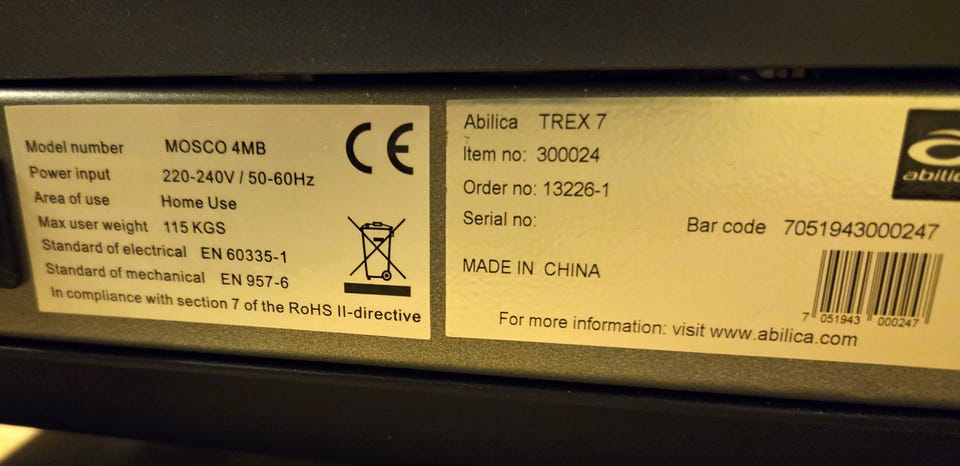 Model number MOSCO 4MB
Power input 220-240V / 50-60Hz
Area of use Home Use
Max user weight 115 KGS
Standard of electrical EN 60335-1
Standard of mechanical EN 957-6
In compliance with section 7 of the RoHS II-directive
CE
Abilica TREX 7
Item no: 300024
Order no: 13226-1
Serial no:
Bar code 7051943000247
MADE IN CHINA
7 051943 000247
For more information: visit www.abilica.com